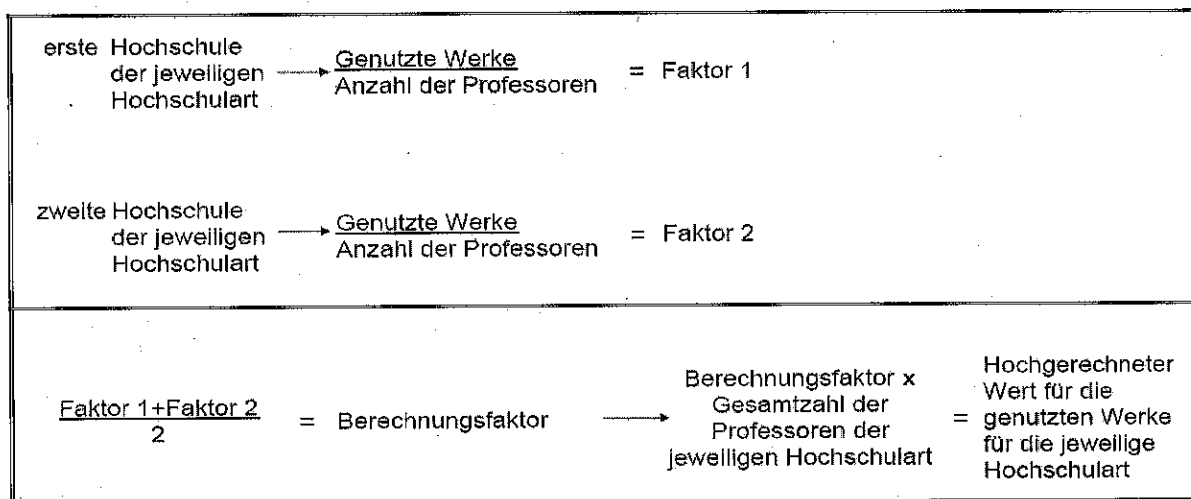 erste Hochschule
der jeweiligen
Hochschulart
Genutzte Werke
Anzahl der Professoren
= Faktor 1
zweite Hochschule
der jeweiligen
Hochschulart
Genutzte Werke
Anzahl der Professoren
= Faktor 2
Faktor 1+Faktor 2
2
= Berechnungsfaktor
Berechnungsfaktor x
Gesamtzahl der
Professoren der
jeweiligen Hochschulart
=
Hochgerechneter
Wert für die
genutzten Werke
für die jeweilige
Hochschulart